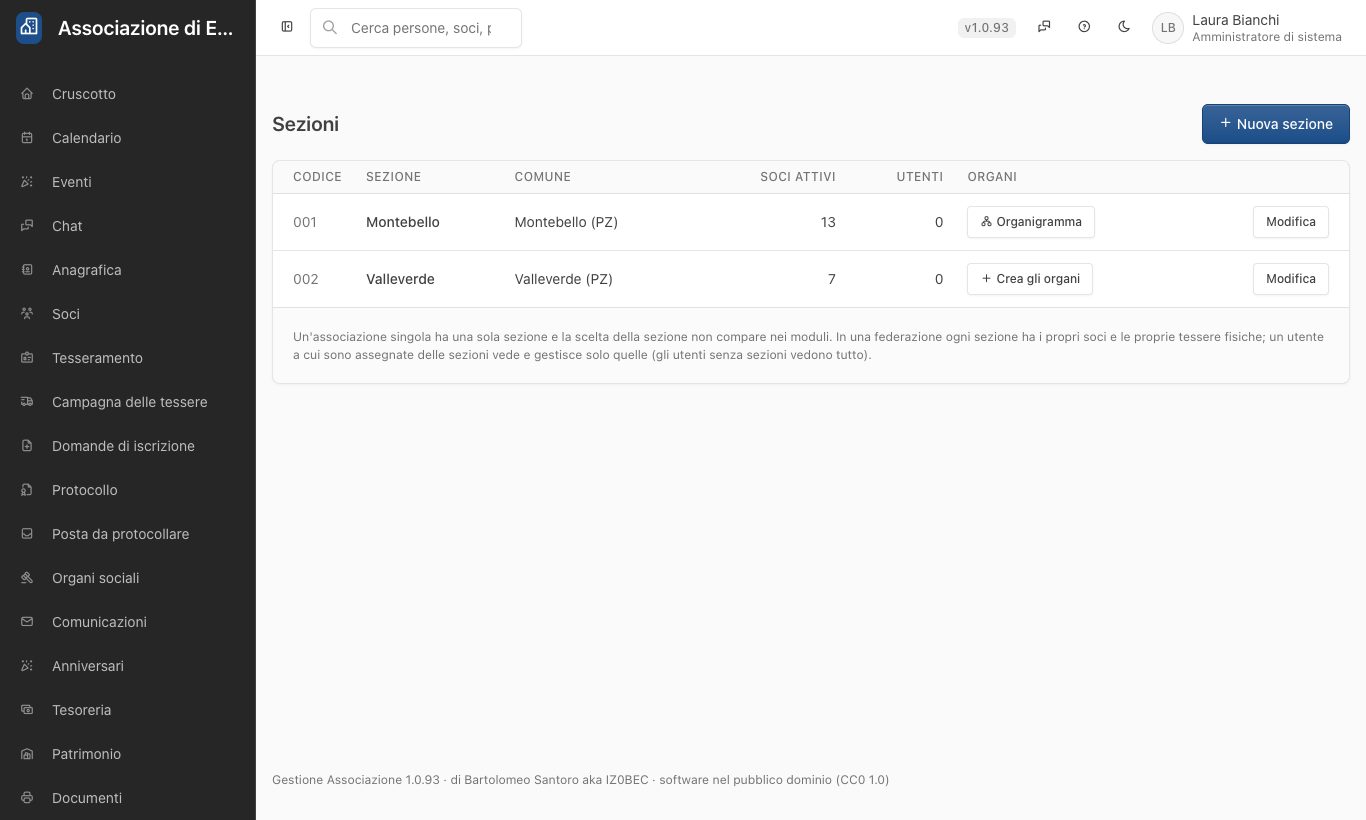 Associazione di E...
Cerca persone, soci, p
v1.0.93
LB
Laura Bianchi
Amministratore di sistema
Cruscotto
Calendario
Eventi
Chat
Anagrafica
Soci
Tesseramento
Campagna delle tessere
Domande di iscrizione
Protocollo
Posta da protocollare
Organi sociali
Comunicazioni
Anniversari
Tesoreria
Patrimonio
Documenti
Sezioni
+ Nuova sezione
CODICE SEZIONE COMUNE SOCI ATTIVI UTENTI ORGANI
001 Montebello Montebello (PZ) 13 0 Organigramma Modifica
002 Valleverde Valleverde (PZ) 7 0 + Crea gli organi Modifica
Un'associazione singola ha una sola sezione e la scelta della sezione non compare nei moduli. In una federazione ogni sezione ha i propri soci e le proprie tessere fisiche; un utente
a cui sono assegnate delle sezioni vede e gestisce solo quelle (gli utenti senza sezioni vedono tutto).
Gestione Associazione 1.0.93 · di Bartolomeo Santoro aka IZ0BEC · software nel pubblico dominio (CC0 1.0)